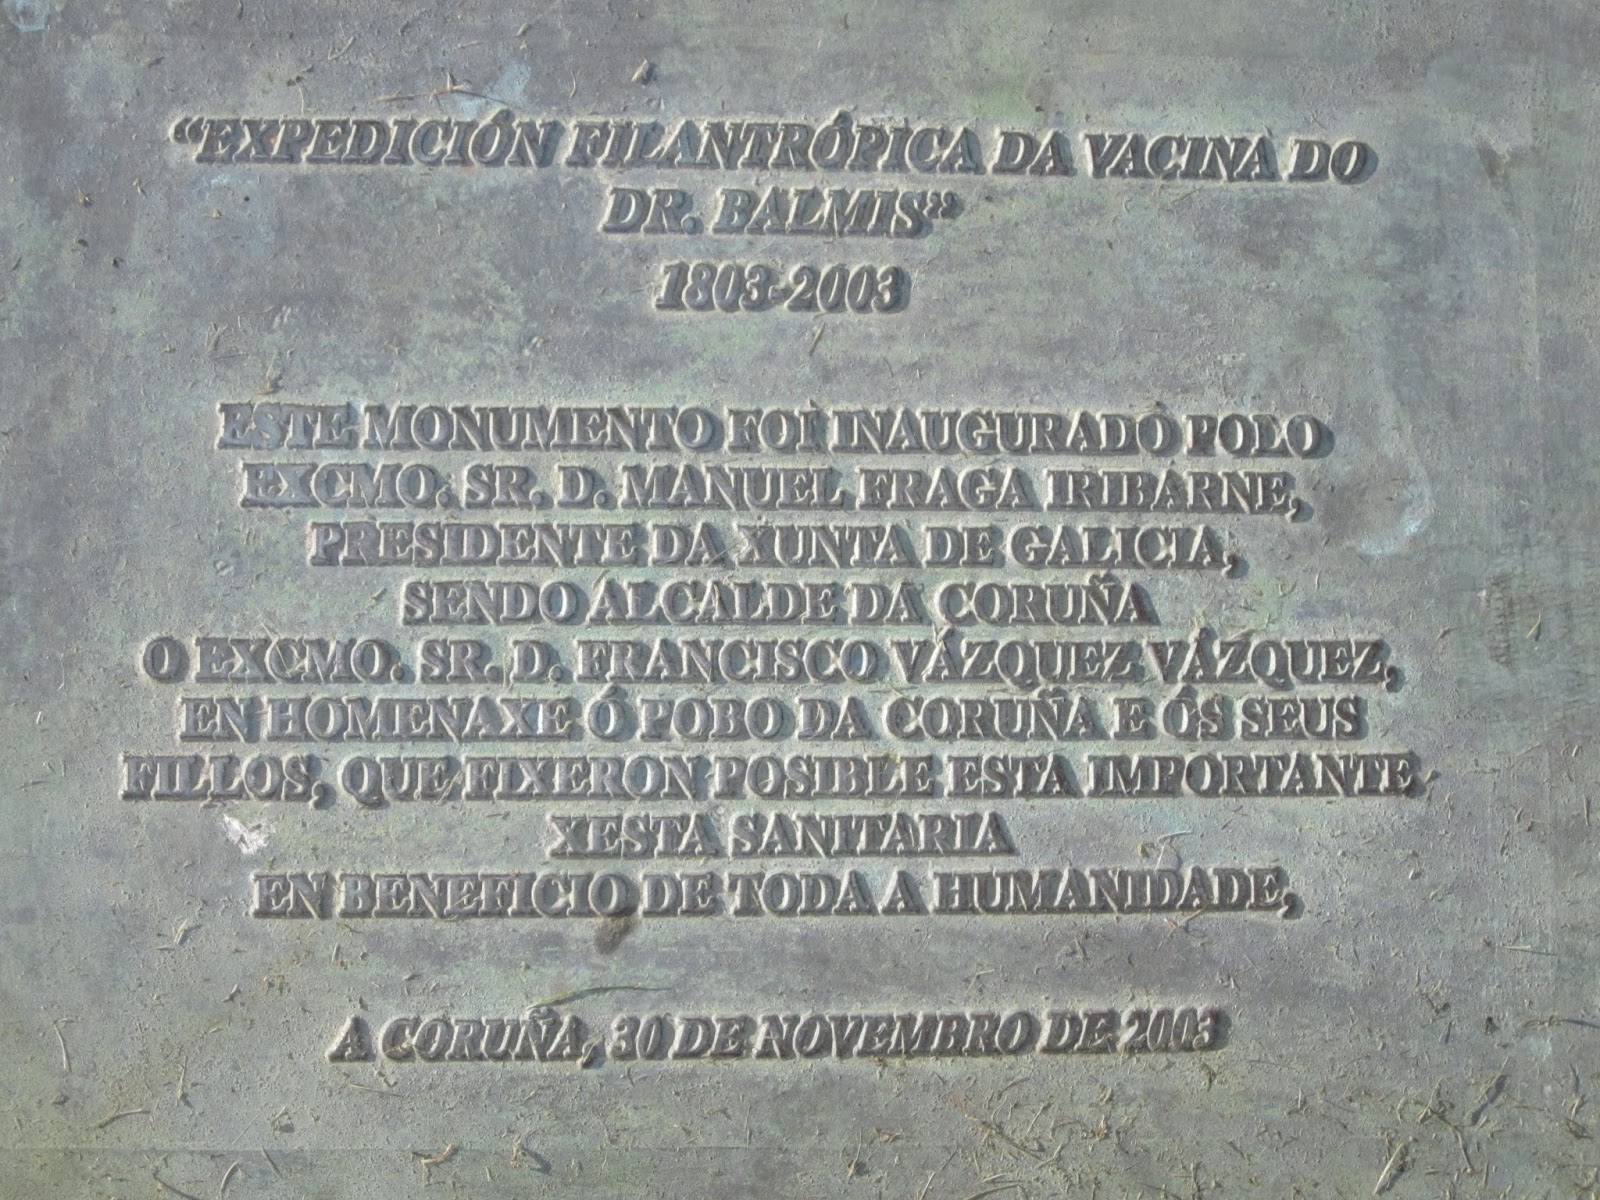 “EXPEDICIÓN FILANTRÓPICA DA VACINA DO
DR. BALMIS”
1803-2003
ESTE MONUMENTO FOI INAUGURADO POLO
EXCMO. SR. D. MANUEL FRAGA IRIBARNE,
PRESIDENTE DA XUNTA DE GALICIA,
SENDO ALCALDE DA CORUÑA
O EXCMO. SR. D. FRANCISCO VÁZQUEZ VÁZQUEZ,
EN HOMENAXE Ó POBO DA CORUÑA E ÓS SEUS
FILLOS, QUE FIXERON POSIBLE ESTA IMPORTANTE
XESTA SANITARIA
EN BENEFICIO DE TODA A HUMANIDADE,
A CORUÑA, 30 DE NOVEMBRO DE 2003